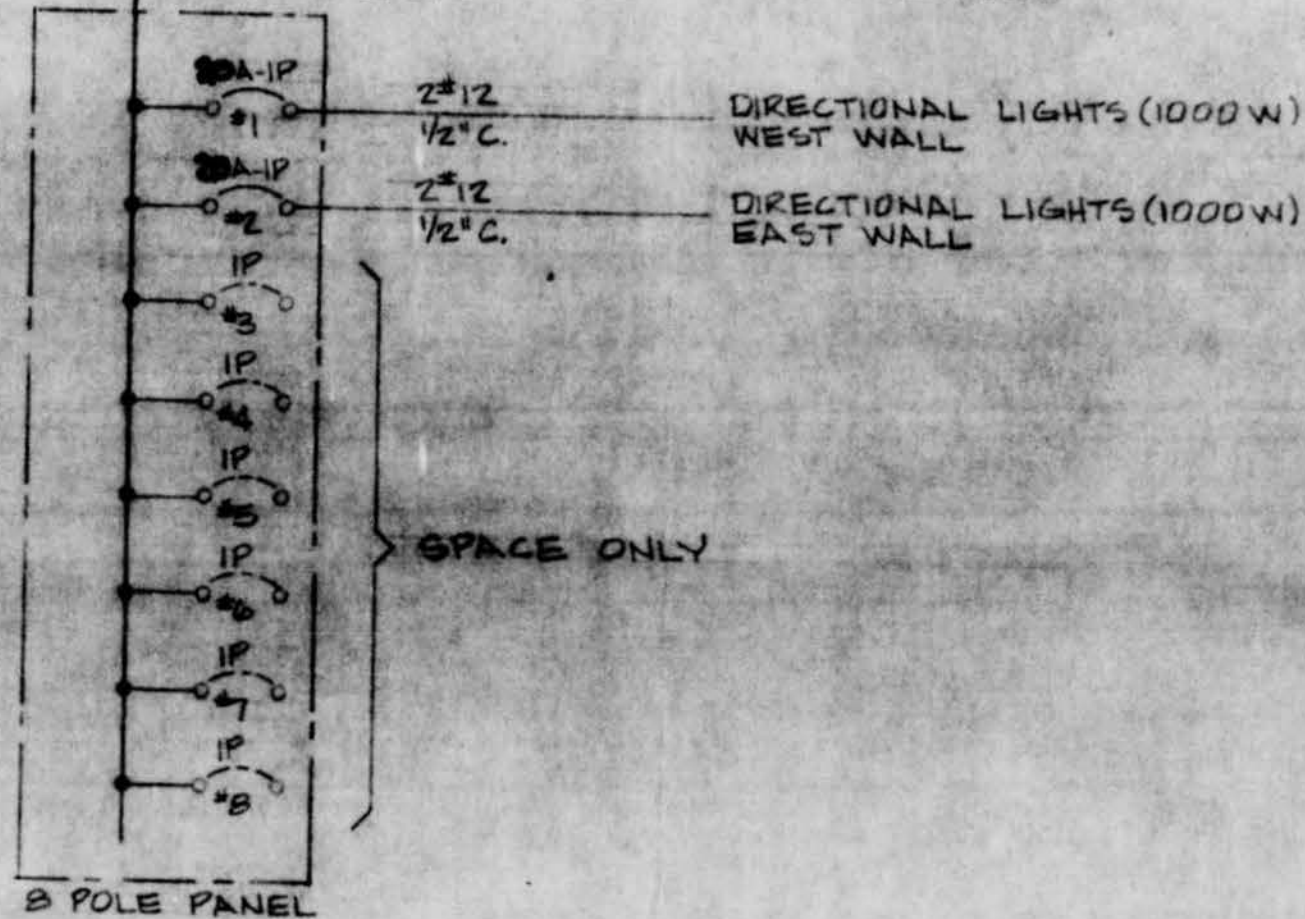 20A-1P
#1
2#12
1/2" C.
DIRECTIONAL LIGHTS (1000 W)
WEST WALL
20A-1P
#2
2#12
1/2" C.
DIRECTIONAL LIGHTS (1000 W)
EAST WALL
1P
#3
1P
#4
1P
#5
1P
#6
1P
#7
1P
#8
SPACE ONLY
8 POLE PANEL